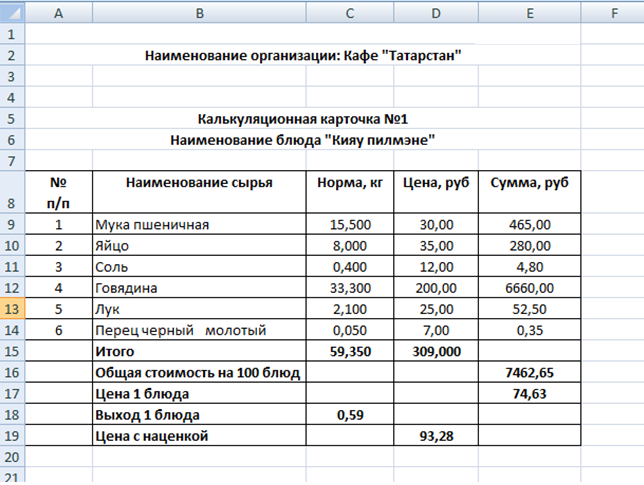 A B C D E F
1
2 Наименование организации: Кафе "Татарстан"
3
4
5 Калькуляционная карточка №1
6 Наименование блюда "Кияу пилмэне"
7
8 № п/п Наименование сырья Норма, кг Цена, руб Сумма, руб
9 1 Мука пшеничная 15,500 30,00 465,00
10 2 Яйцо 8,000 35,00 280,00
11 3 Соль 0,400 12,00 4,80
12 4 Говядина 33,300 200,00 6660,00
13 5 Лук 2,100 25,00 52,50
14 6 Перец черный молотый 0,050 7,00 0,35
15 Итого 59,350 309,000
16 Общая стоимость на 100 блюд 7462,65
17 Цена 1 блюда 74,63
18 Выход 1 блюда 0,59
19 Цена с наценкой 93,28
20
21